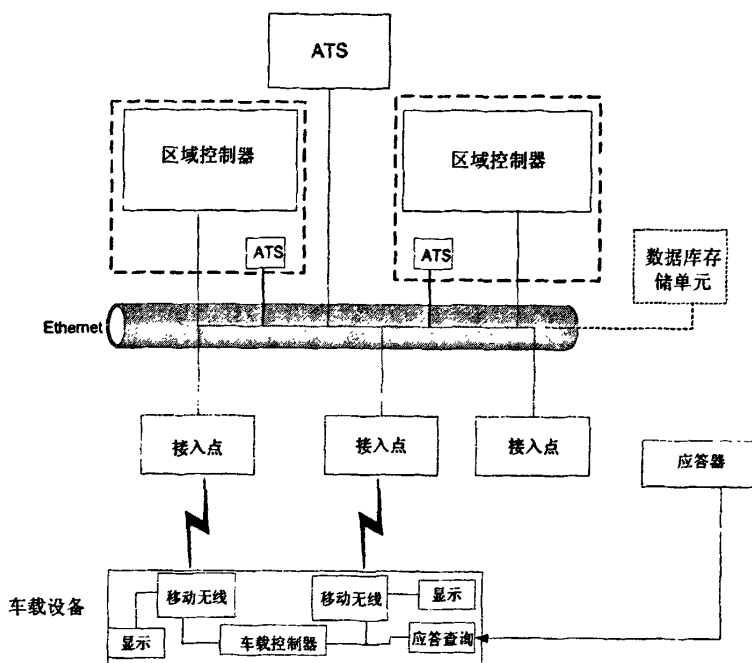 ATS
区域控制器
区域控制器
ATS
ATS
数据库存
储单元
Ethernet
接入点
接入点
接入点
应答器
车载设备
移动无线
移动无线
显示
显示
车载控制器
应答查询